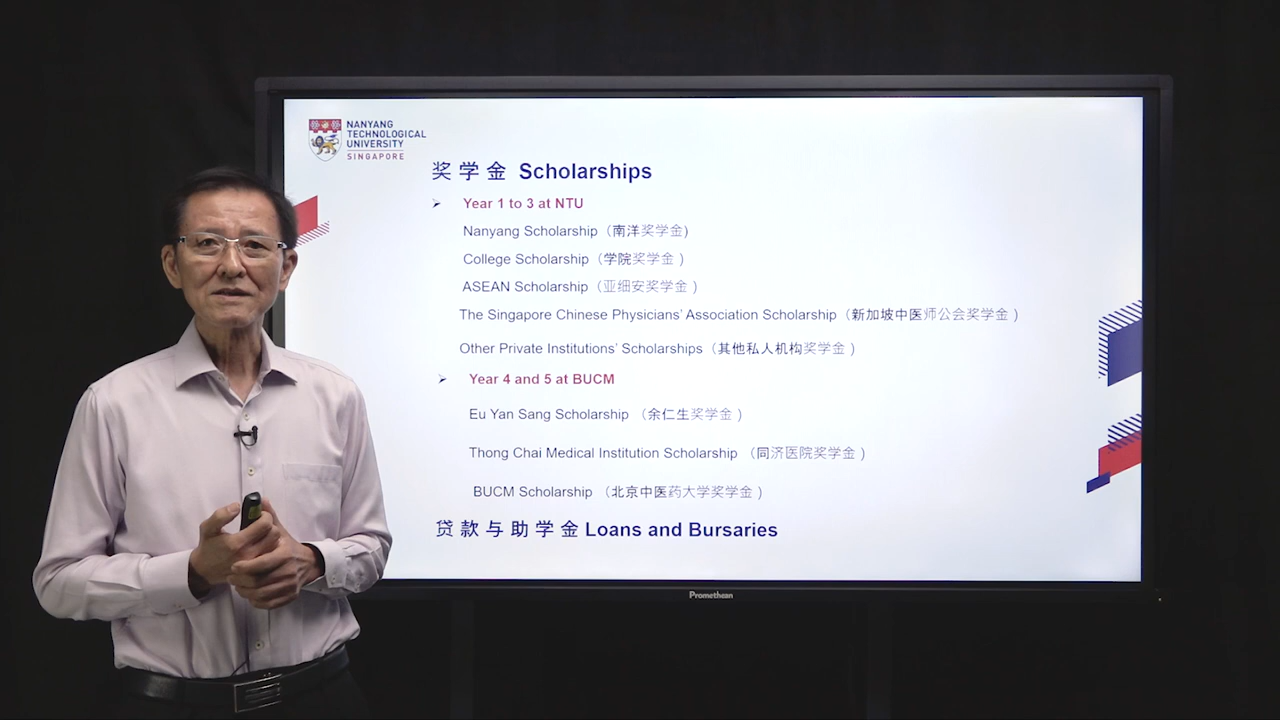 NANYANG
TECHNOLOGICAL
UNIVERSITY
SINGAPORE
奖学金 Scholarships
Year 1 to 3 at NTU
Nanyang Scholarship（南洋奖学金)
College Scholarship（学院奖学金 )
ASEAN Scholarship（亚细安奖学金 )
The Singapore Chinese Physicians' Association Scholarship（新加坡中医师公会奖学金 )
Other Private Institutions' Scholarships（其他私人机构奖学金 )
Year 4 and 5 at BUCM
Eu Yan Sang Scholarship （余仁生奖学金 )
Thong Chai Medical Institution Scholarship （同济医院奖学金 )
BUCM Scholarship （北京中医药大学奖学金 )
贷款与助学金 Loans and Bursaries
Promethean